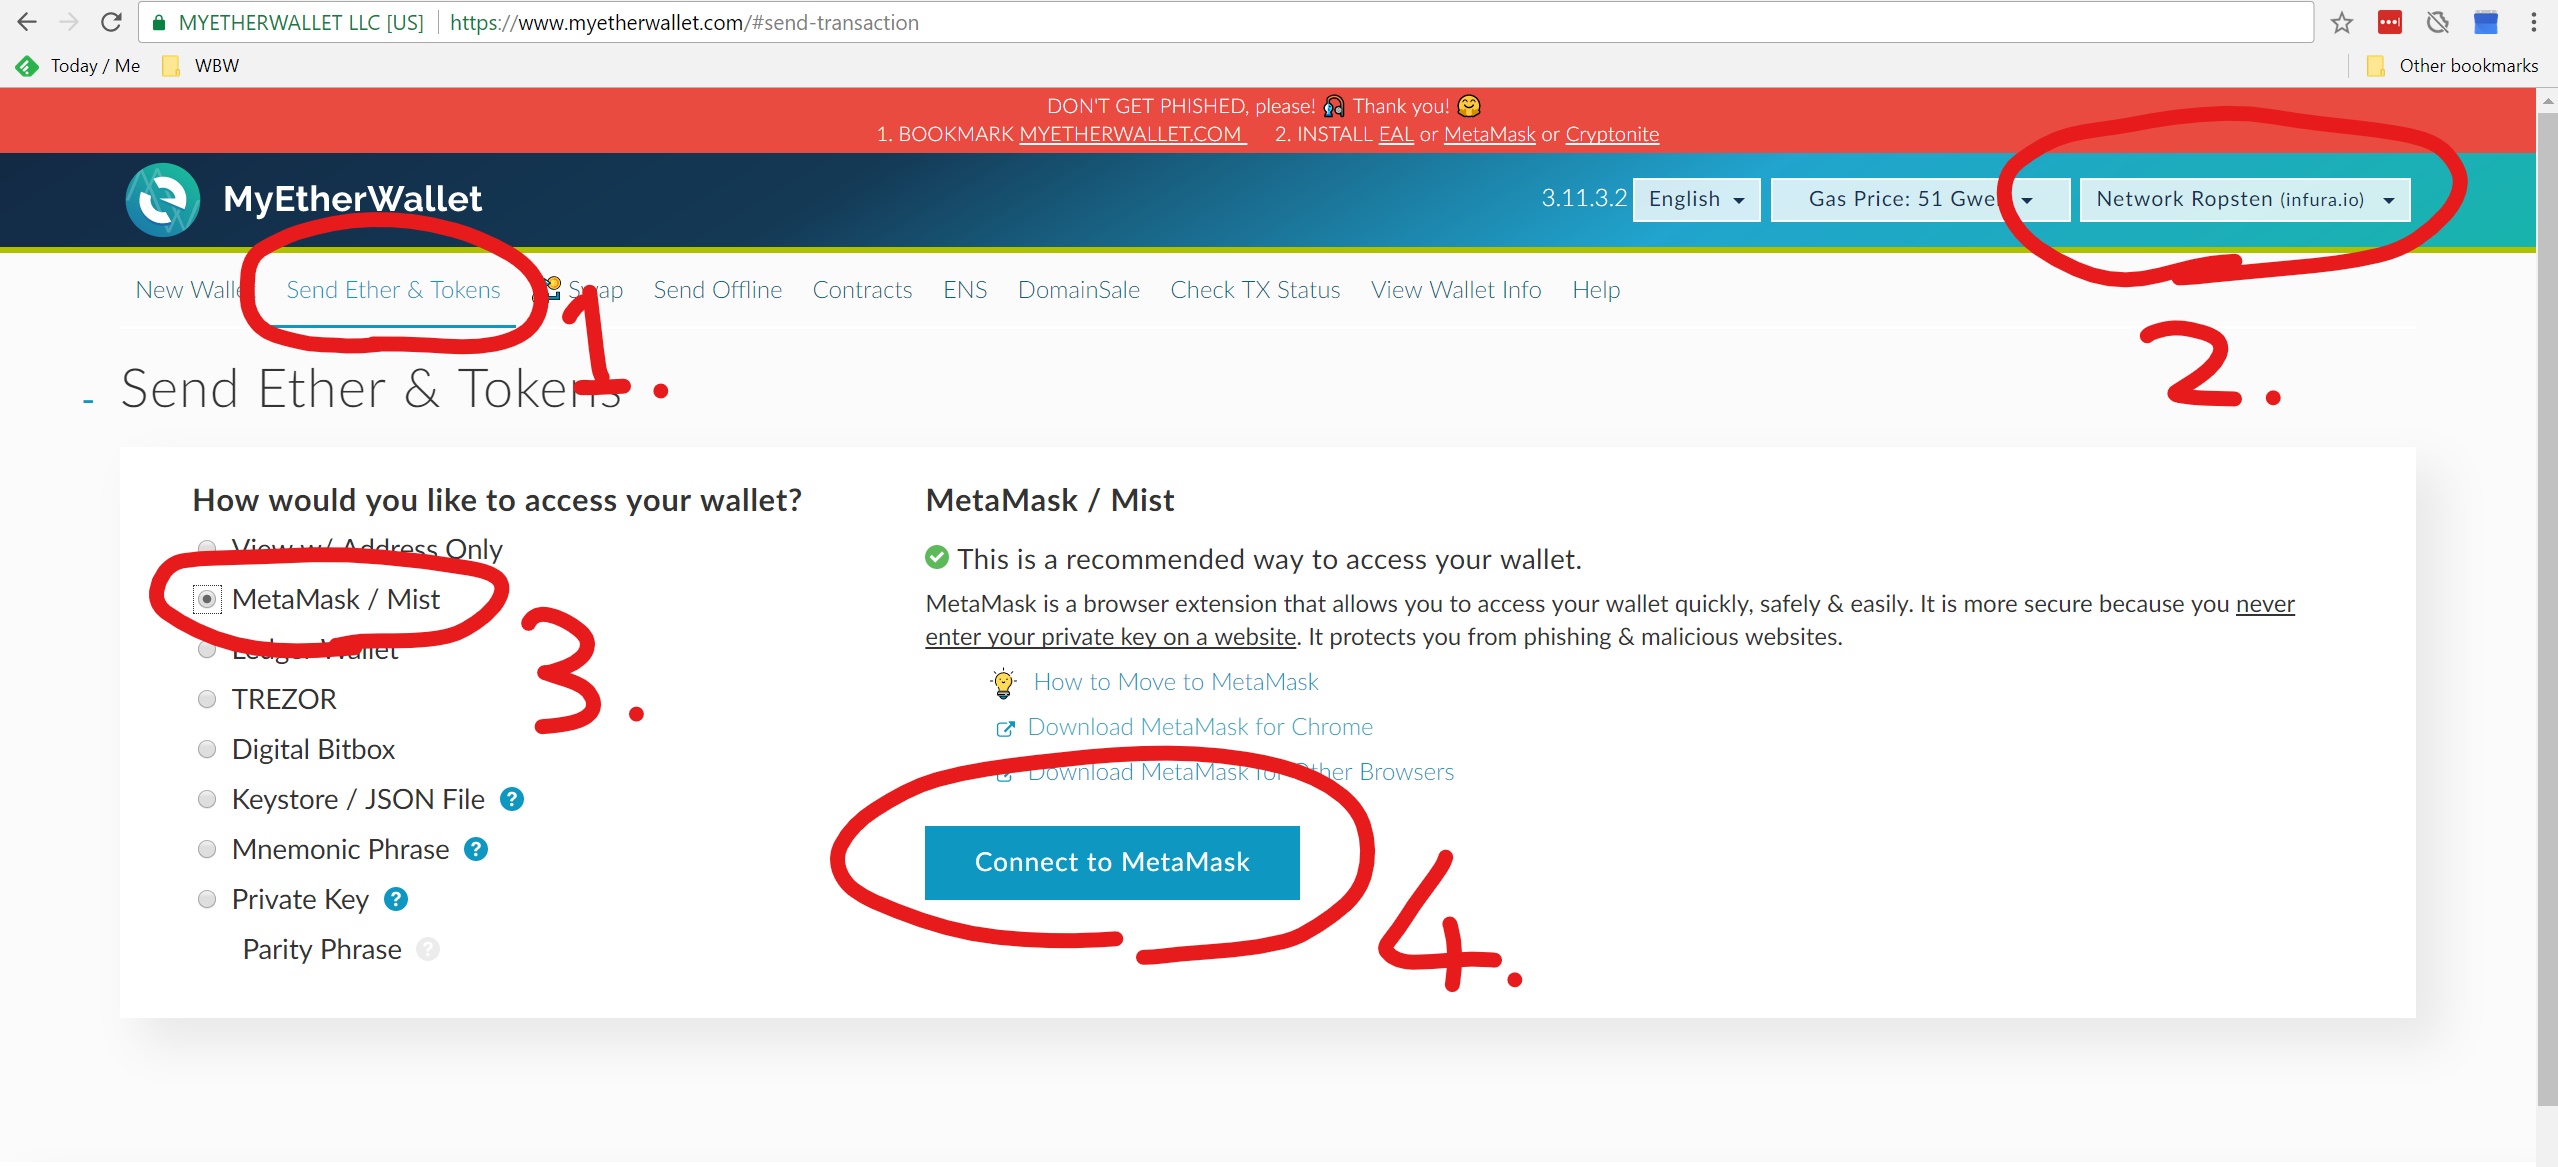 MYETHERWALLET LLC [US] https://www.myetherwallet.com/#send-transaction
Today / Me WBW Other bookmarks
DON'T GET PHISHED, please! Thank you!
1. BOOKMARK MYETHERWALLET.COM 2. INSTALL EAL or MetaMask or Cryptonite
MyEtherWallet 3.11.3.2 English Gas Price: 51 Gwei Network Ropsten (infura.io)
New Wallet Send Ether & Tokens Swap Send Offline Contracts ENS DomainSale Check TX Status View Wallet Info Help
1.
2.
- Send Ether & Tokens
How would you like to access your wallet?
View w/ Address Only
MetaMask / Mist
3.
Ledger Wallet
TREZOR
Digital Bitbox
Keystore / JSON File ?
Mnemonic Phrase ?
Private Key ?
Parity Phrase ?
MetaMask / Mist
This is a recommended way to access your wallet.
MetaMask is a browser extension that allows you to access your wallet quickly, safely & easily. It is more secure because you never
enter your private key on a website. It protects you from phishing & malicious websites.
How to Move to MetaMask
Download MetaMask for Chrome
Download MetaMask for Other Browsers
Connect to MetaMask
4.